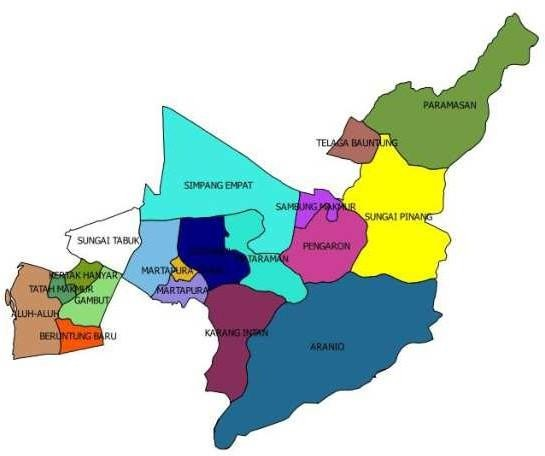 PARAMASAN
TELAGA BAUNTUNG
SIMPANG EMPAT
SAMBUNG MAKMUR
SUNGAI PINANG
SUNGAI TABUK
PENGARON
MARTAPURA
KERTAK HANYAR
TATAH MAKMUR
GAMBUT
MARTAPURA
ALUH-ALUH
KARANG INTAN
BERUNTUNG BARU
ARANIO